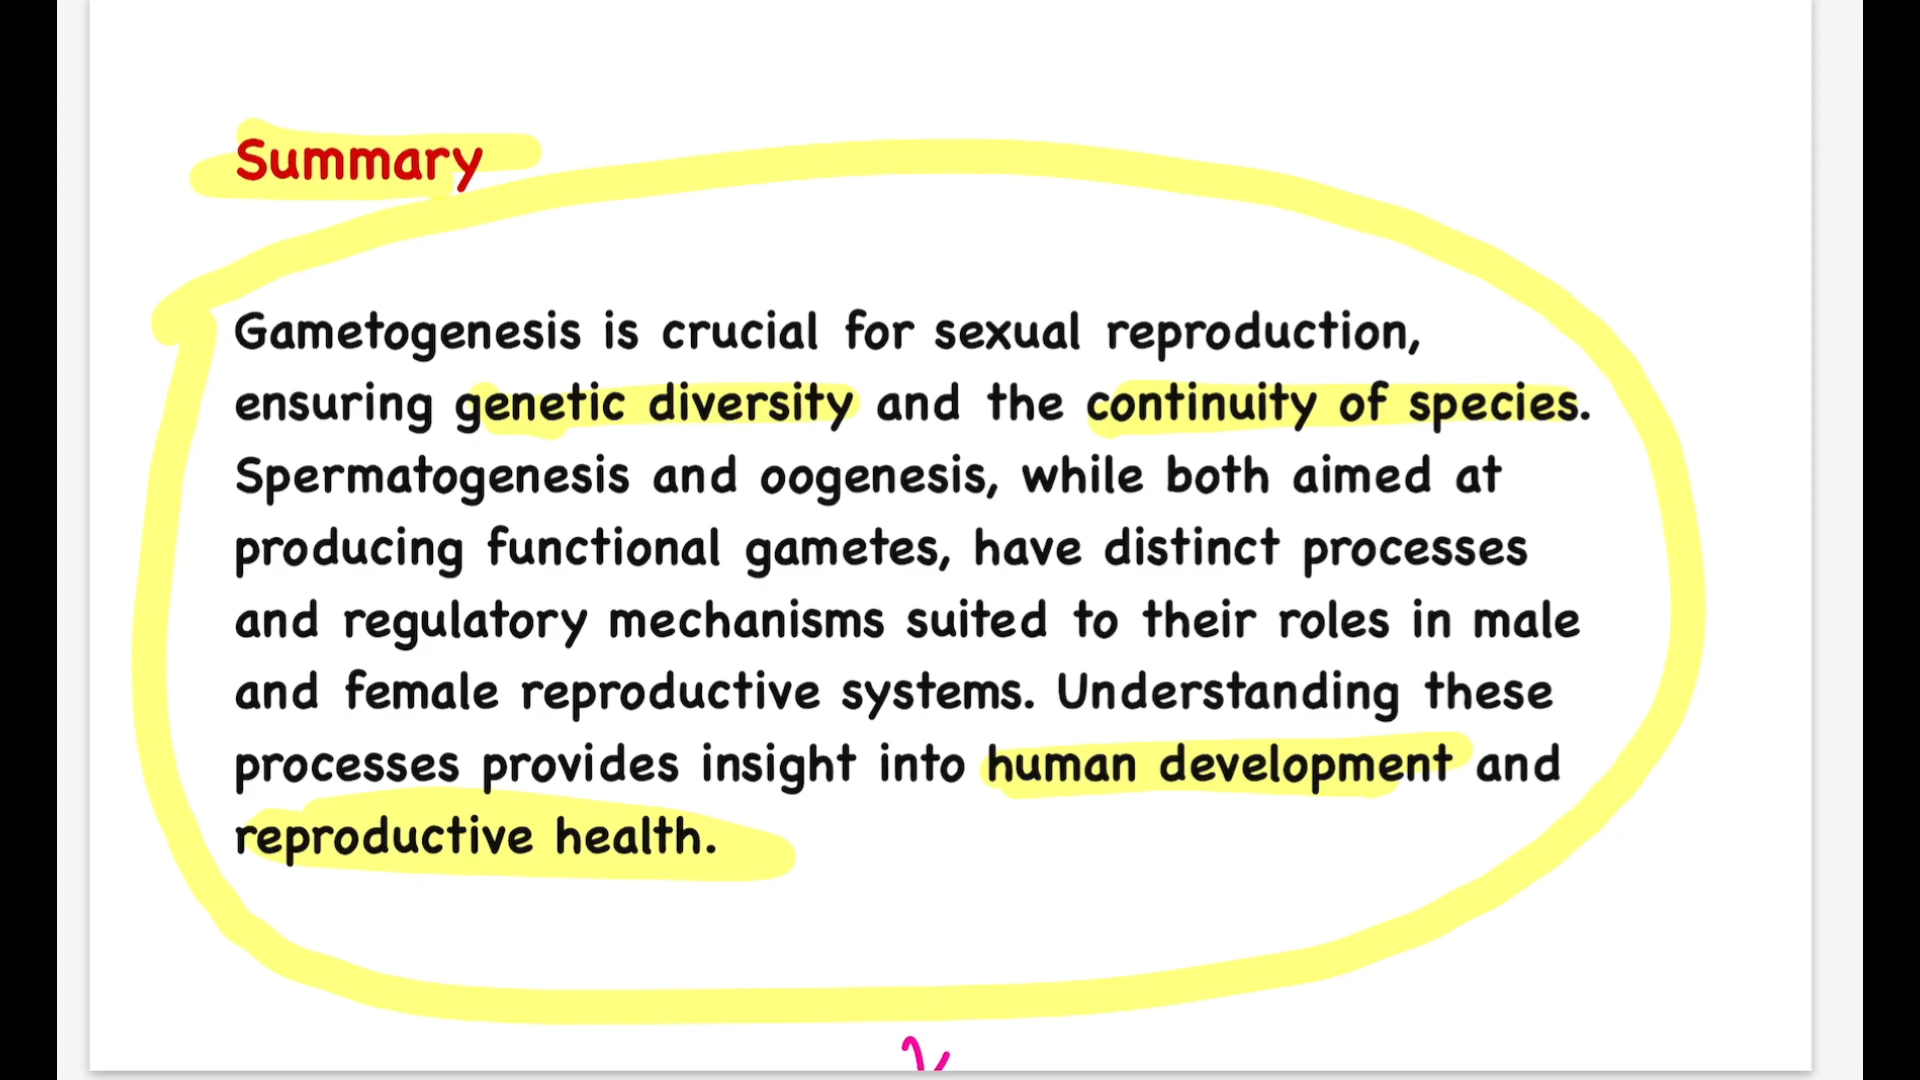 Summary
Gametogenesis is crucial for sexual reproduction,
ensuring genetic diversity and the continuity of species.
Spermatogenesis and oogenesis, while both aimed at
producing functional gametes, have distinct processes
and regulatory mechanisms suited to their roles in male
and female reproductive systems. Understanding these
processes provides insight into human development and
reproductive health.